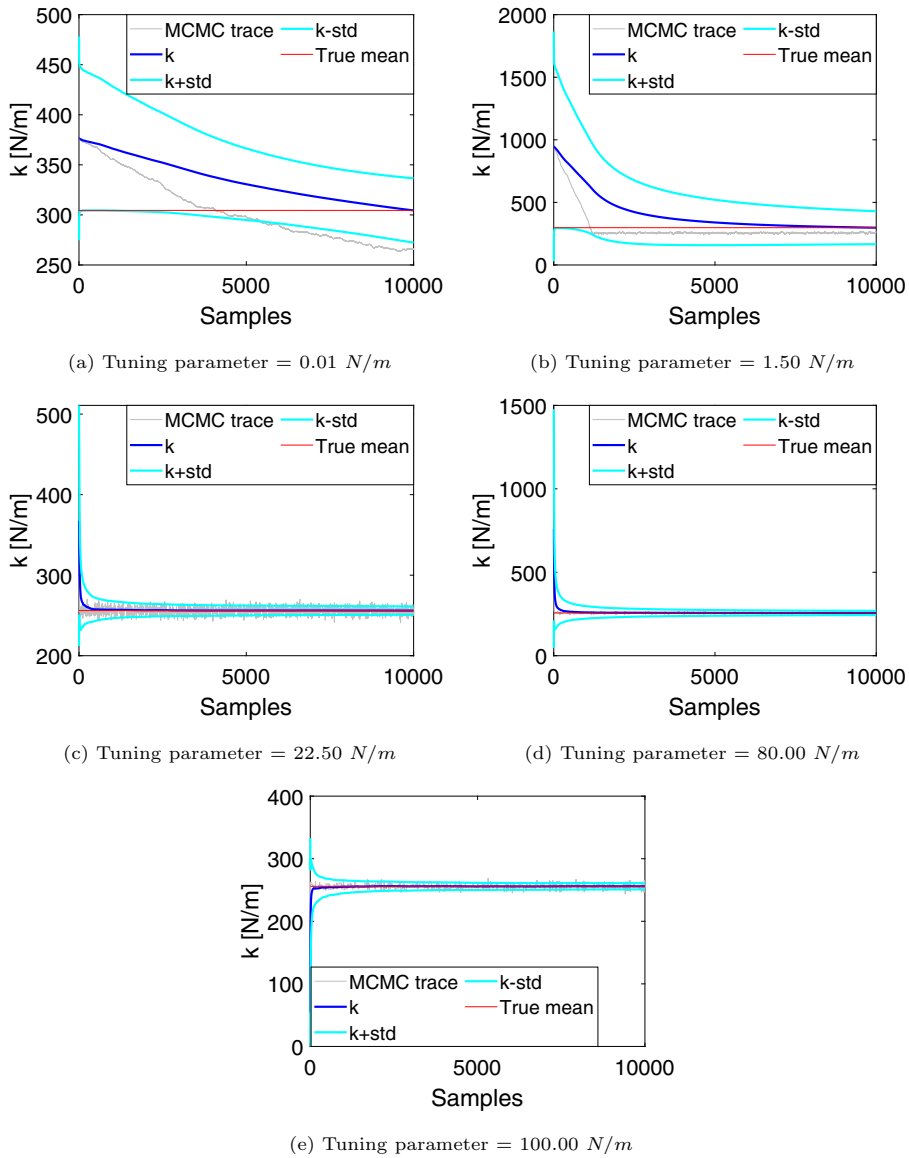 500
450
400
350
300
250
k [N/m]
MCMC trace
k
k+std
k-std
True mean
0
5000
10000
Samples
(a) Tuning parameter = 0.01 N/m
2000
1500
1000
500
0
k [N/m]
MCMC trace
k
k+std
k-std
True mean
0
5000
10000
Samples
(b) Tuning parameter = 1.50 N/m
500
400
300
200
k [N/m]
MCMC trace
k
k+std
k-std
True mean
0
5000
10000
Samples
(c) Tuning parameter = 22.50 N/m
1500
1000
500
0
k [N/m]
MCMC trace
k
k+std
k-std
True mean
0
5000
10000
Samples
(d) Tuning parameter = 80.00 N/m
400
300
200
100
0
k [N/m]
MCMC trace
k
k+std
k-std
True mean
0
5000
10000
Samples
(e) Tuning parameter = 100.00 N/m